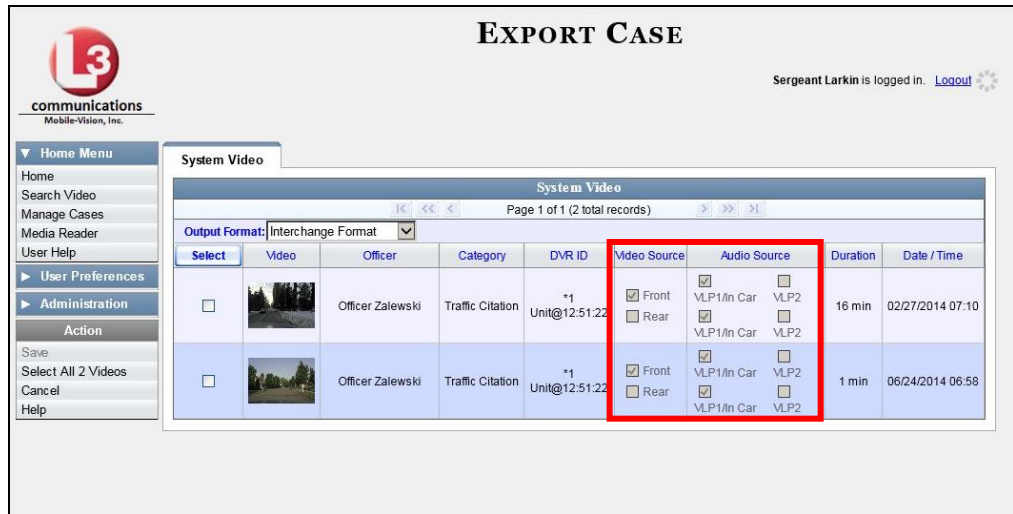 EXPORT CASE
L3
communications
Mobile-Vision, Inc.
Sergeant Larkin is logged in. Logout
Home Menu
Home
Search Video
Manage Cases
Media Reader
User Help
User Preferences
Administration
Action
Save
Select All 2 Videos
Cancel
Help
System Video
System Video
|< << < Page 1 of 1 (2 total records) > >> >|
Output Format: Interchange Format
Select Video Officer Category DVR ID Video Source Audio Source Duration Date / Time
Officer Zalewski Traffic Citation *1 Unit@12:51:22 Front Rear VLP1/In Car VLP2 VLP1/In Car VLP2 16 min 02/27/2014 07:10
Officer Zalewski Traffic Citation *1 Unit@12:51:22 Front Rear VLP1/In Car VLP2 VLP1/In Car VLP2 1 min 06/24/2014 06:58